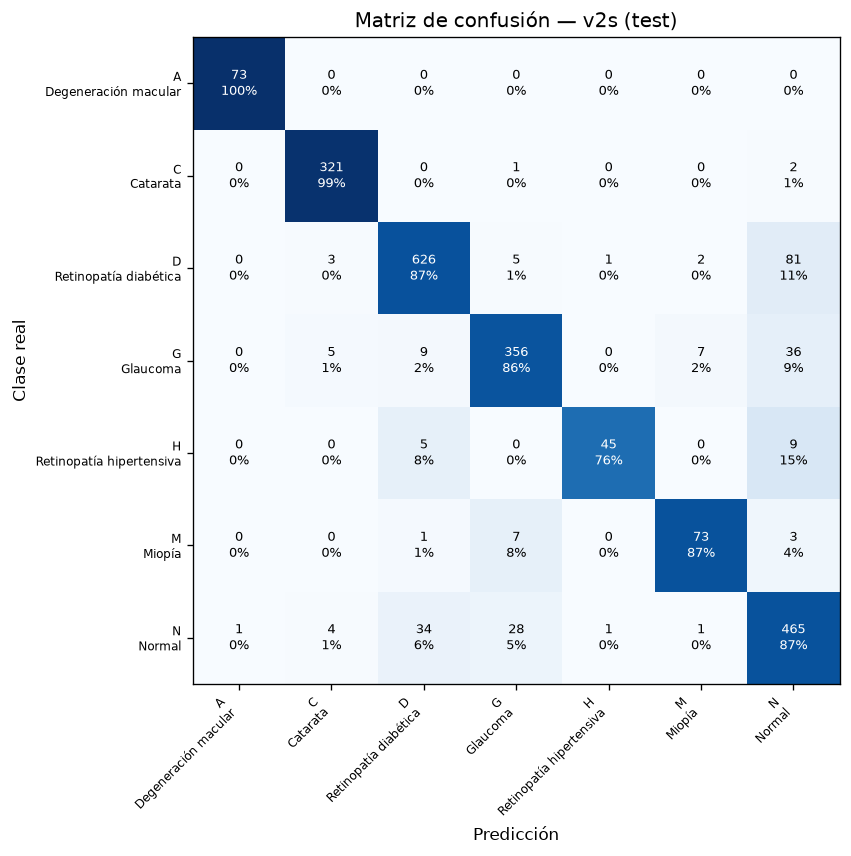 Matriz de confusión — v2s (test)
A
Degeneración macular
73 0 0 0 0 0 0
100% 0% 0% 0% 0% 0% 0%
C
Catarata
0 321 0 1 0 0 2
0% 99% 0% 0% 0% 0% 1%
D
Retinopatía diabética
0 3 626 5 1 2 81
0% 0% 87% 1% 0% 0% 11%
G
Glaucoma
0 5 9 356 0 7 36
0% 1% 2% 86% 0% 2% 9%
H
Retinopatía hipertensiva
0 0 5 0 45 0 9
0% 0% 8% 0% 76% 0% 15%
M
Miopía
0 0 1 7 0 73 3
0% 0% 1% 8% 0% 87% 4%
N
Normal
1 4 34 28 1 1 465
0% 1% 6% 5% 0% 0% 87%
Clase real
A
Degeneración macular
C
Catarata
D
Retinopatía diabética
G
Glaucoma
H
Retinopatía hipertensiva
M
Miopía
N
Normal
Predicción